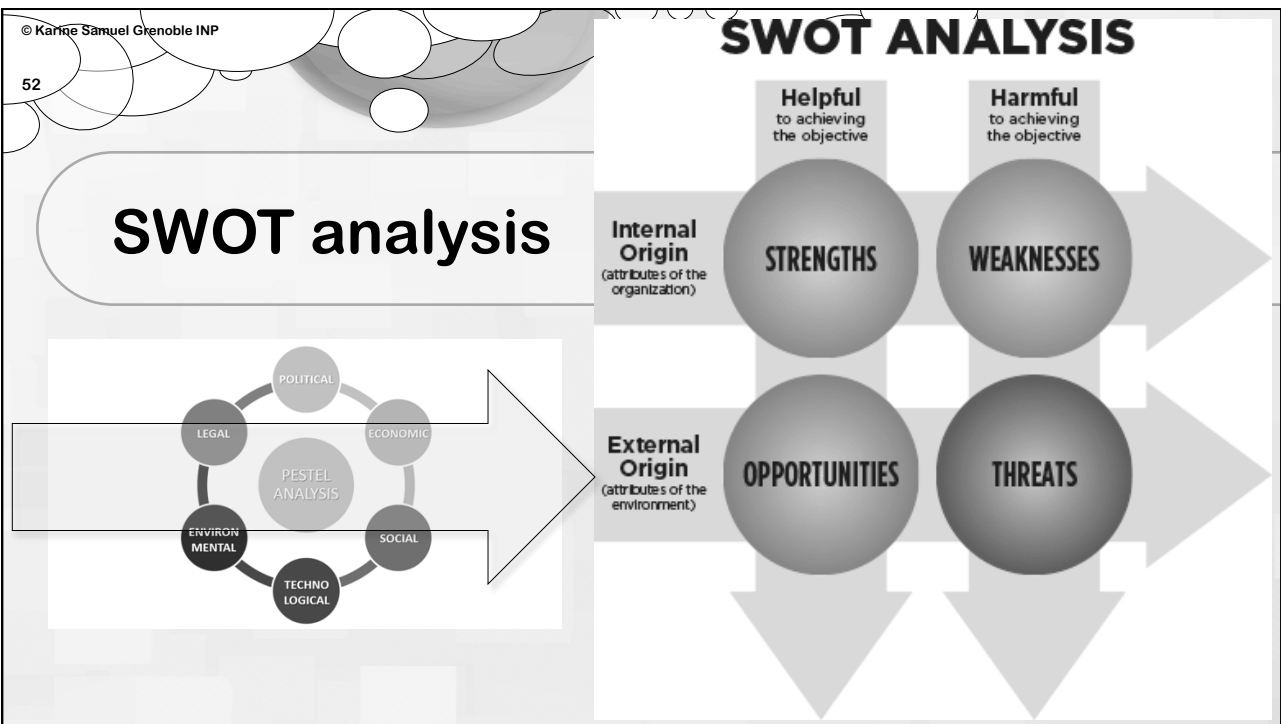 © Karine Samuel Grenoble INP
52
SWOT analysis
POLITICAL
LEGAL
ECONOMIC
PESTEL
ANALYSIS
ENVIRON
MENTAL
SOCIAL
TECHNO
LOGICAL
SWOT ANALYSIS
Helpful
to achieving
the objective
Harmful
to achieving
the objective
Internal
Origin
(attributes of the
organization)
STRENGTHS
WEAKNESSES
External
Origin
(attributes of the
environment)
OPPORTUNITIES
THREATS